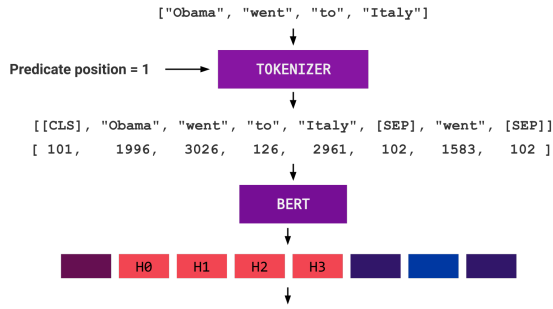 ["Obama", "went", "to", "Italy"]
Predicate position = 1
TOKENIZER
[[CLS], "Obama", "went", "to", "Italy", [SEP], "went", [SEP]]
[ 101, 1996, 3026, 126, 2961, 102, 1583, 102 ]
BERT
H0 H1 H2 H3